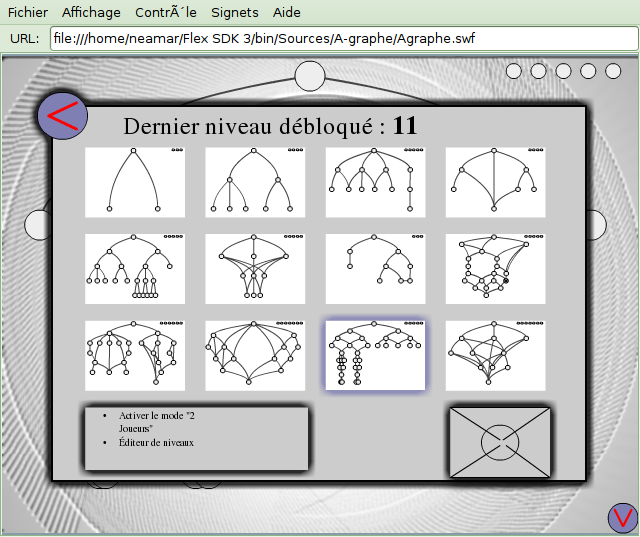 Fichier Affichage ContrÃ´le Signets Aide
URL: file:///home/neamar/Flex SDK 3/bin/Sources/A-graphe/Agraphe.swf
Dernier niveau débloqué : 11
• Activer le mode "2
Joueurs"
• Éditeur de niveaux